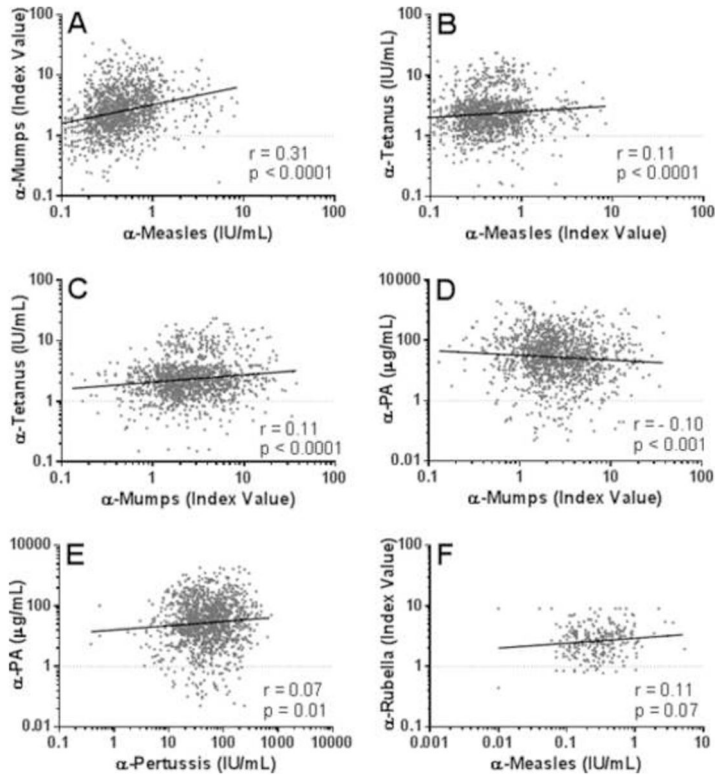 A
α-Mumps (Index Value)
100
10
1
0.1
0.1 1 10 100
α-Measles (IU/mL)
r = 0.31
p < 0.0001
B
α-Tetanus (IU/mL)
100
10
1
0.1
0.1 1 10 100
α-Measles (Index Value)
r = 0.11
p < 0.0001
C
α-Tetanus (IU/mL)
100
10
1
0.1
0.1 1 10 100
α-Mumps (Index Value)
r = 0.11
p < 0.0001
D
α-PA (μg/mL)
10000
100
1
0.01
0.1 1 10 100
α-Mumps (Index Value)
r = - 0.10
p < 0.001
E
α-PA (μg/mL)
10000
100
1
0.01
0.1 1 10 100 1000 10000
α-Pertussis (IU/mL)
r = 0.07
p = 0.01
F
α-Rubella (Index Value)
100
10
1
0.1
0.001 0.01 0.1 1 10
α-Measles (IU/mL)
r = 0.11
p = 0.07